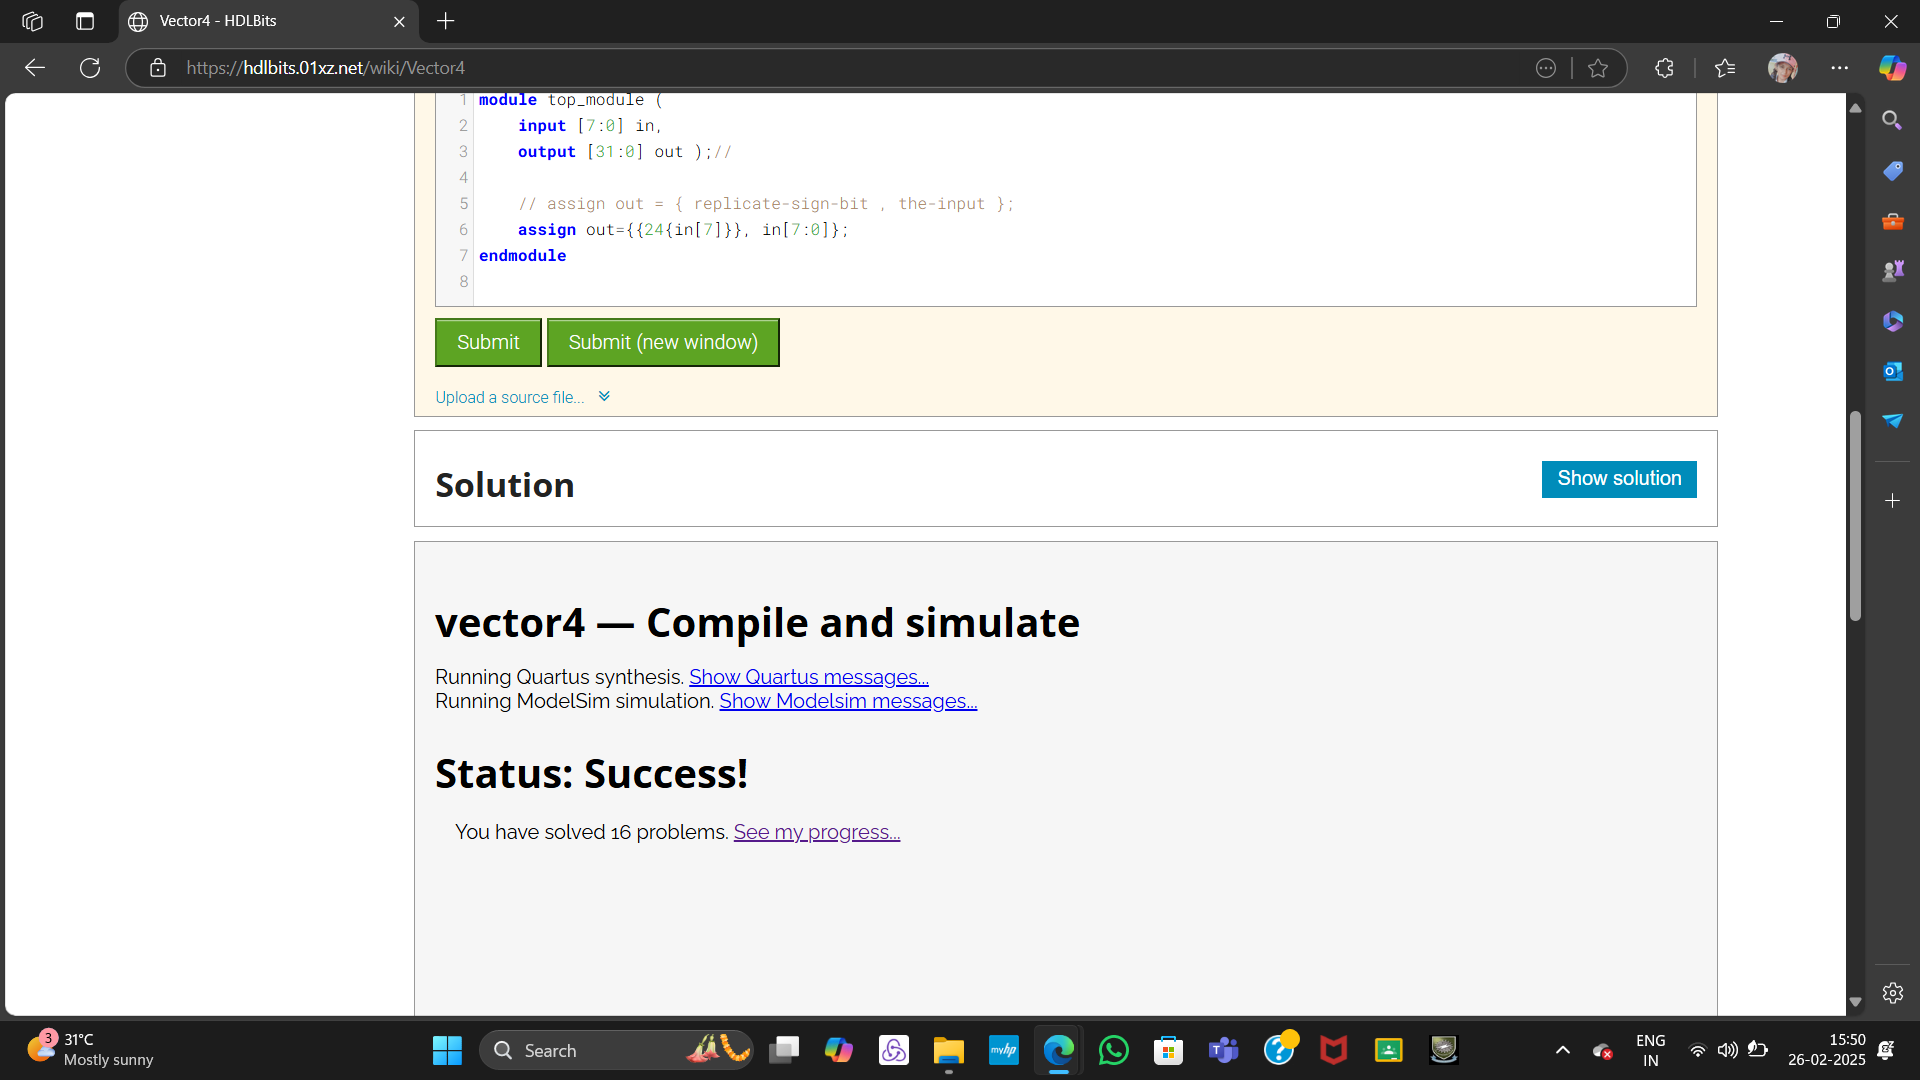 Vector4 - HDLBits
https://hdlbits.01xz.net/wiki/Vector4
1 module top_module (
2 input [7:0] in,
3 output [31:0] out );//
4
5 // assign out = { replicate-sign-bit , the-input };
6 assign out={{24{in[7]}}, in[7:0]};
7 endmodule
8
Submit
Submit (new window)
Upload a source file...
Solution
Show solution
vector4 — Compile and simulate
Running Quartus synthesis. Show Quartus messages...
Running ModelSim simulation. Show Modelsim messages...
Status: Success!
You have solved 16 problems. See my progress...
3
31°C
Mostly sunny
Search
myhp
ENG
IN
15:50
26-02-2025